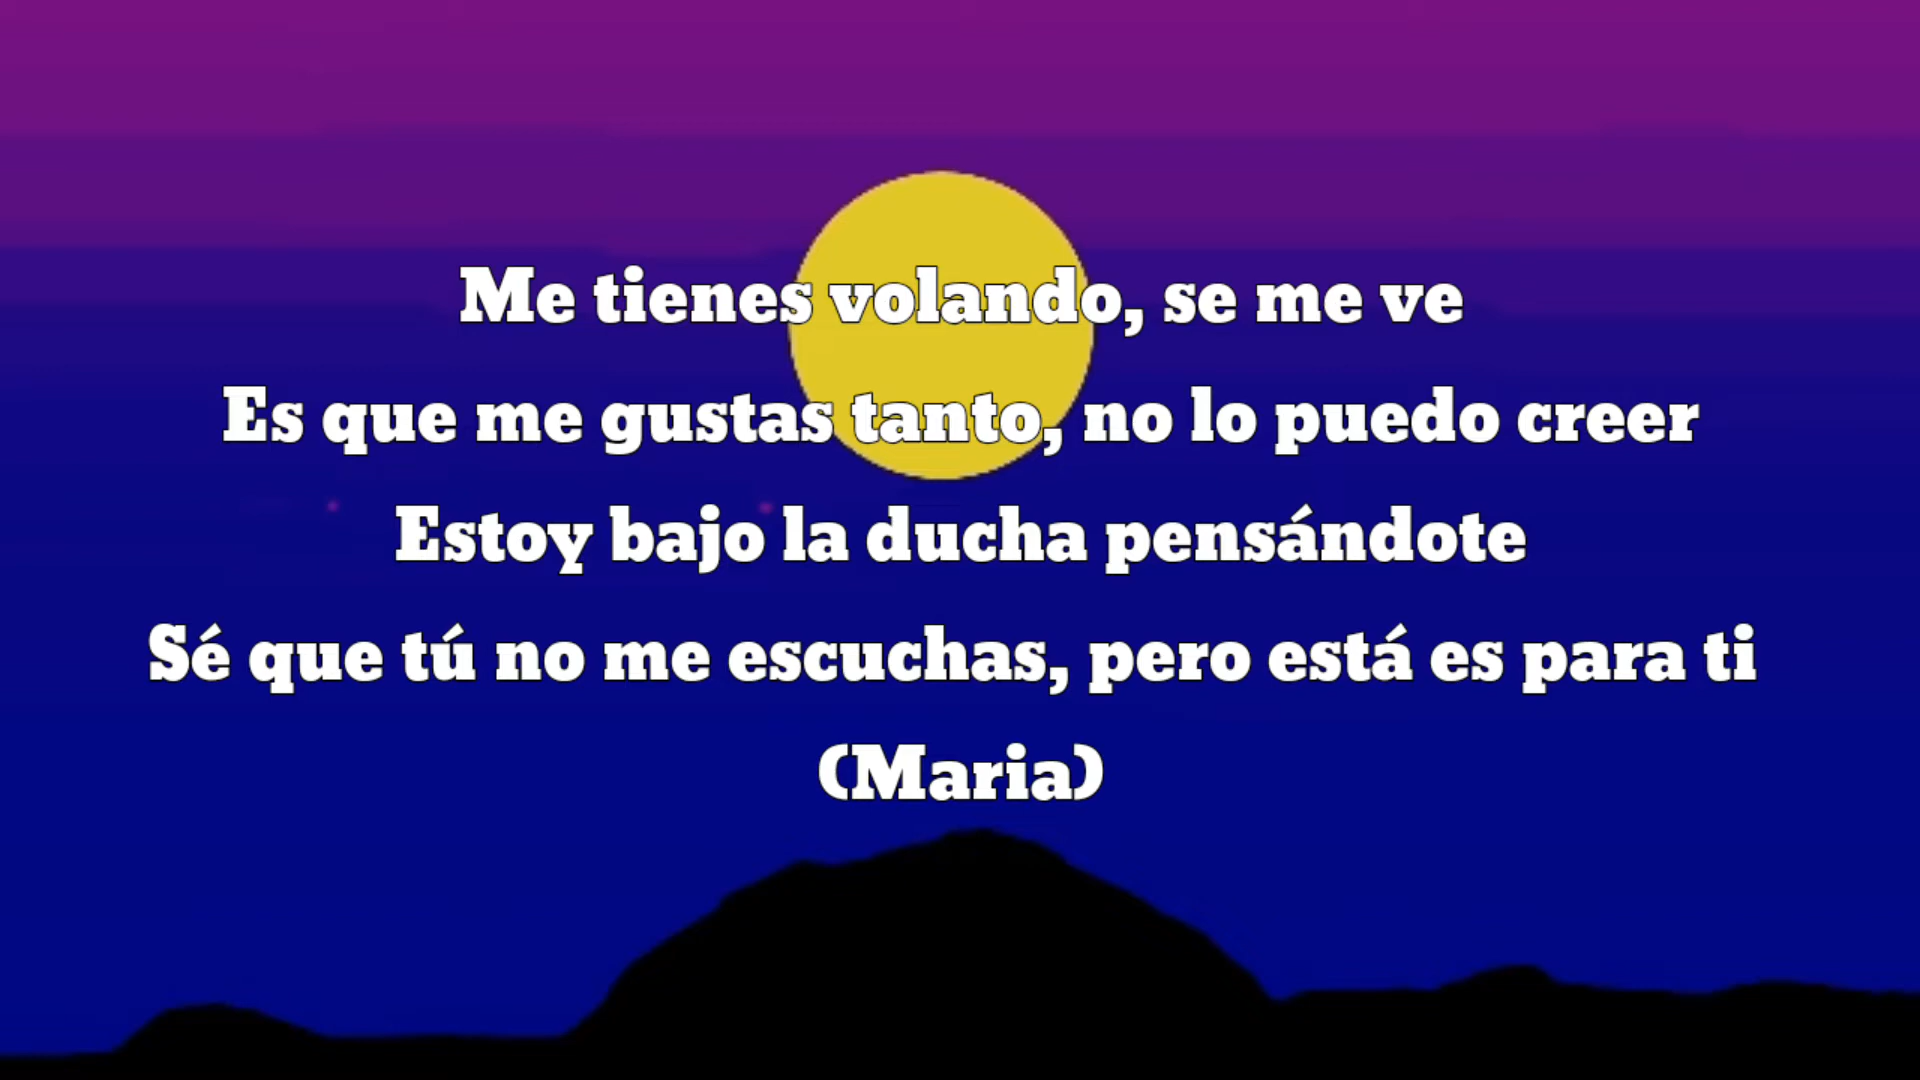 Me tienes volando, se me ve
Es que me gustas tanto, no lo puedo creer
Estoy bajo la ducha pensándote
Sé que tú no me escuchas, pero está es para ti
(Maria)